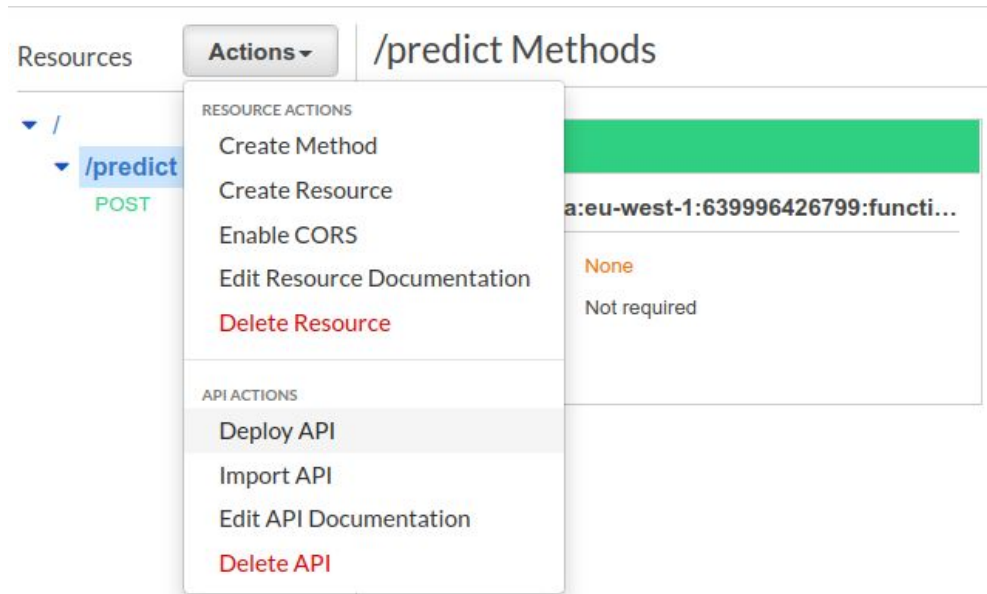 Resources
Actions
/predict Methods
RESOURCE ACTIONS
Create Method
Create Resource
Enable CORS
Edit Resource Documentation
Delete Resource
API ACTIONS
Deploy API
Import API
Edit API Documentation
Delete API
/
/predict
POST
a:eu-west-1:639996426799:functi...
None
Not required